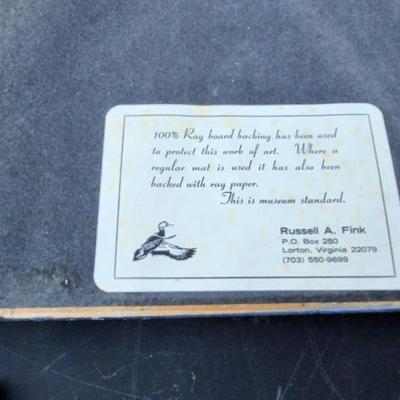 100% Rag board backing has been used
to protect this work of art. Where a
regular mat is used it has also been
backed with rag paper.
This is museum standard.
Russell A. Fink
P.O. Box 250
Lorton, Virginia 22079
(703) 550-9699